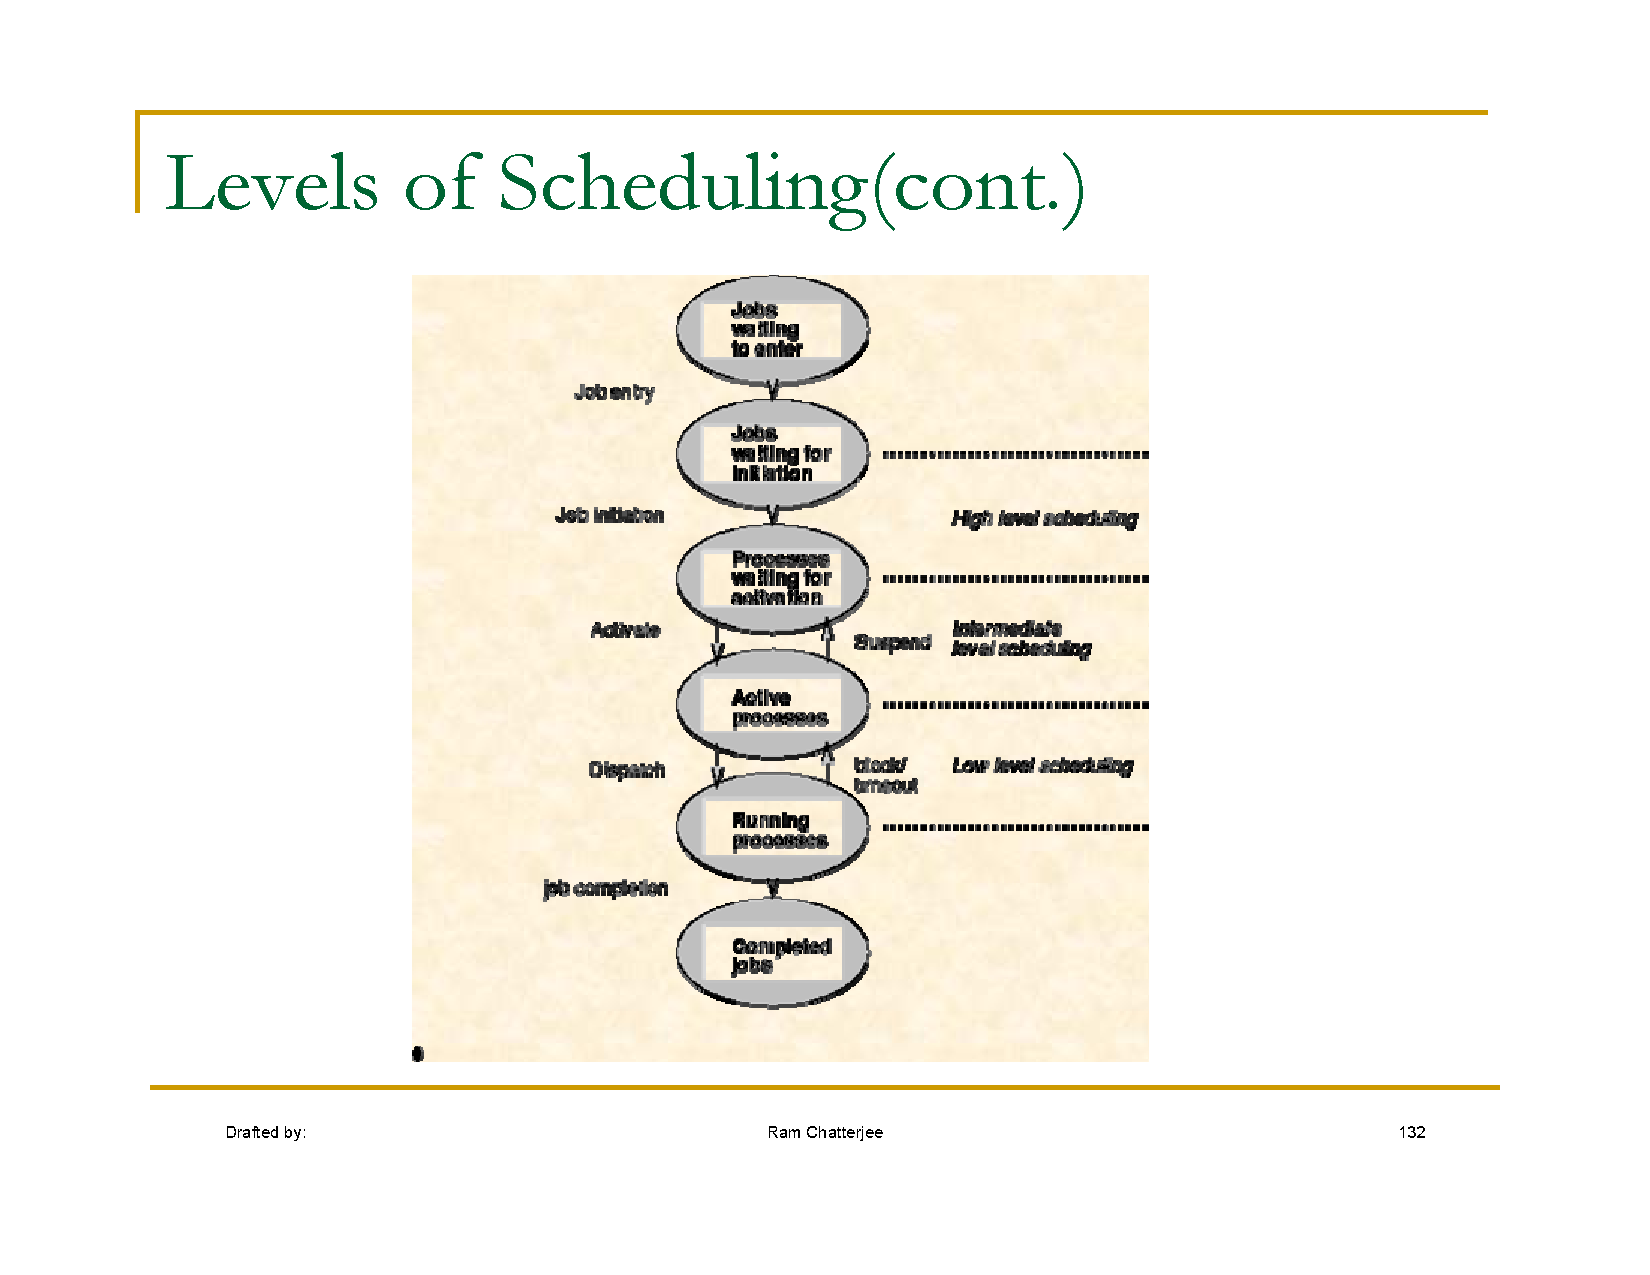 Levels of Scheduling(cont.)
Jobs
waiting
to enter
Job entry
Jobs
waiting for
initiation
Job initiation
High level scheduling
Processes
waiting for
activation
Activate
Suspend
Intermediate
level scheduling
Active
processes
Dispatch
block/
timeout
Low level scheduling
Running
processes
job completion
Completed
jobs
Drafted by:
Ram Chatterjee
132